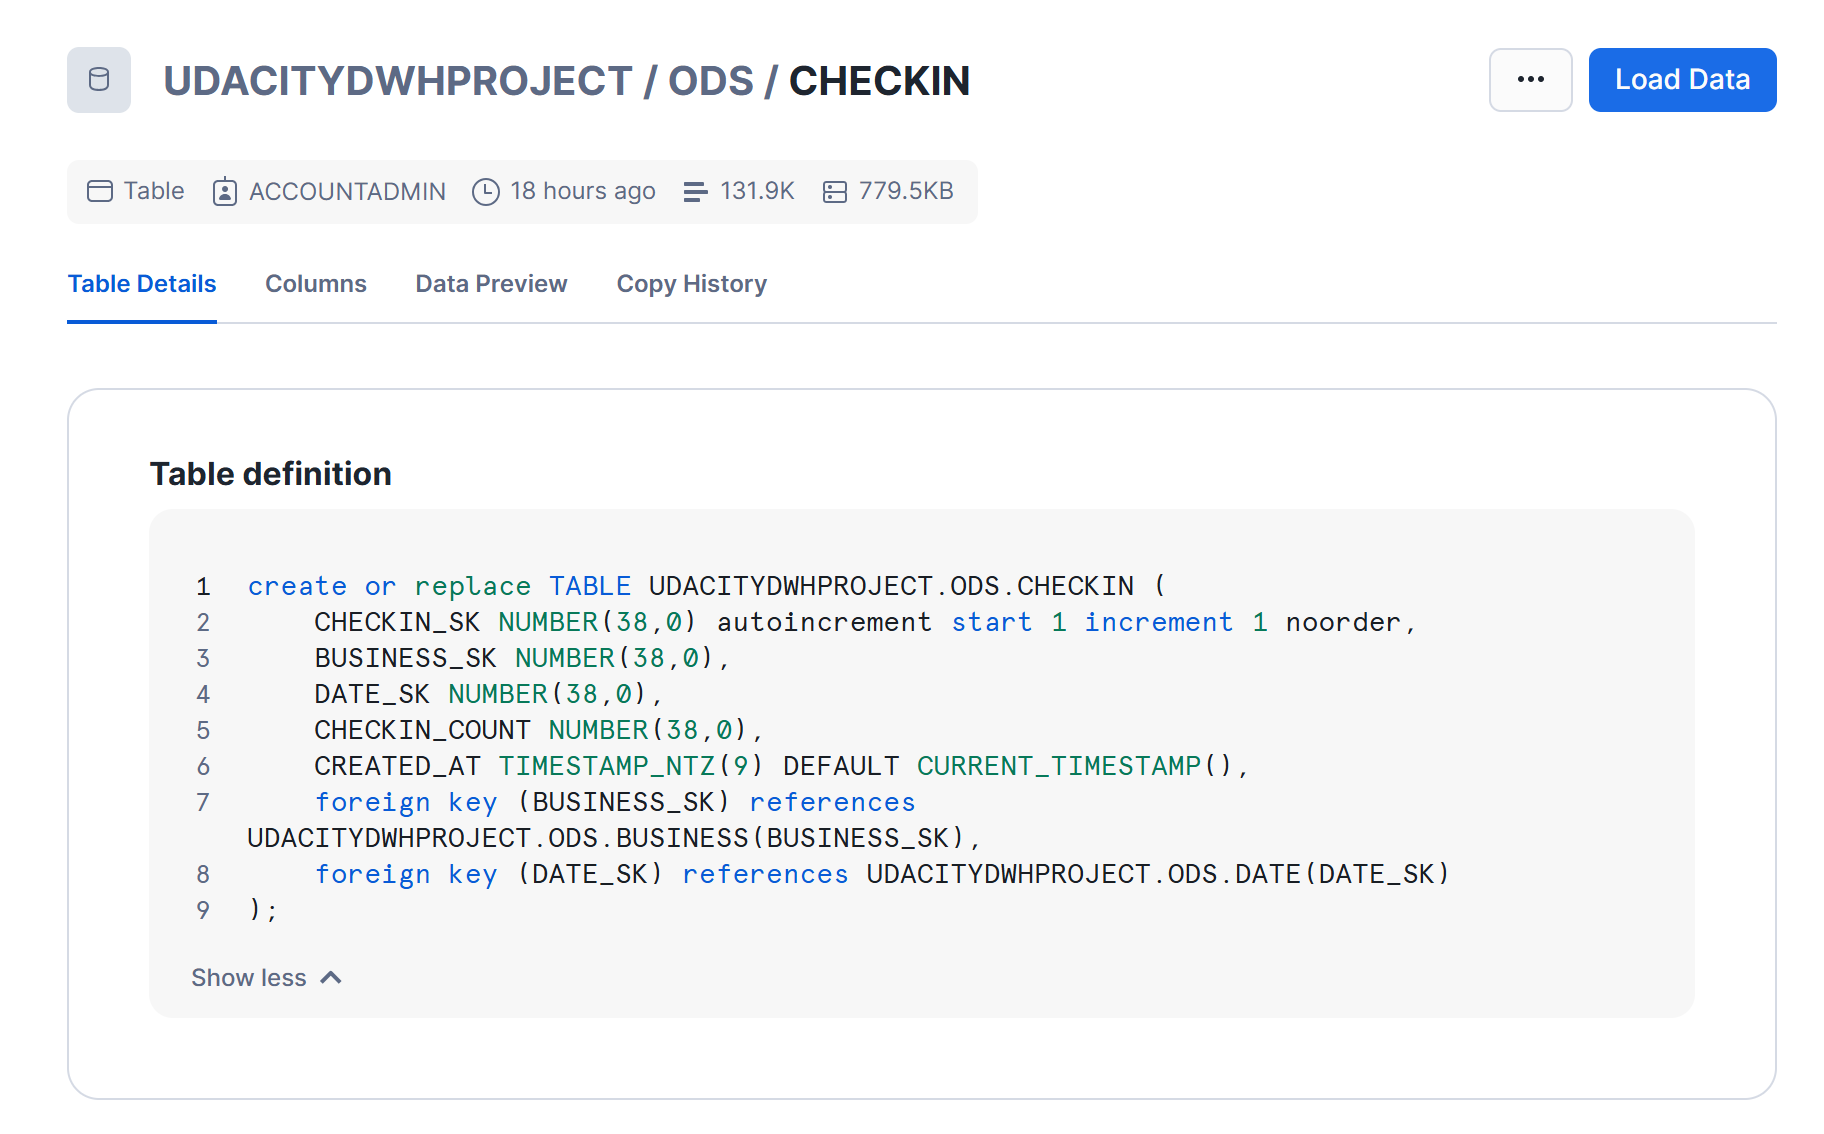 UDACITYDWHPROJECT / ODS / CHECKIN
...
Load Data
Table ACCOUNTADMIN 18 hours ago 131.9K 779.5KB
Table Details Columns Data Preview Copy History
Table definition
1 create or replace TABLE UDACITYDWHPROJECT.ODS.CHECKIN (
2 CHECKIN_SK NUMBER(38,0) autoincrement start 1 increment 1 noorder,
3 BUSINESS_SK NUMBER(38,0),
4 DATE_SK NUMBER(38,0),
5 CHECKIN_COUNT NUMBER(38,0),
6 CREATED_AT TIMESTAMP_NTZ(9) DEFAULT CURRENT_TIMESTAMP(),
7 foreign key (BUSINESS_SK) references
UDACITYDWHPROJECT.ODS.BUSINESS(BUSINESS_SK),
8 foreign key (DATE_SK) references UDACITYDWHPROJECT.ODS.DATE(DATE_SK)
9 );
Show less